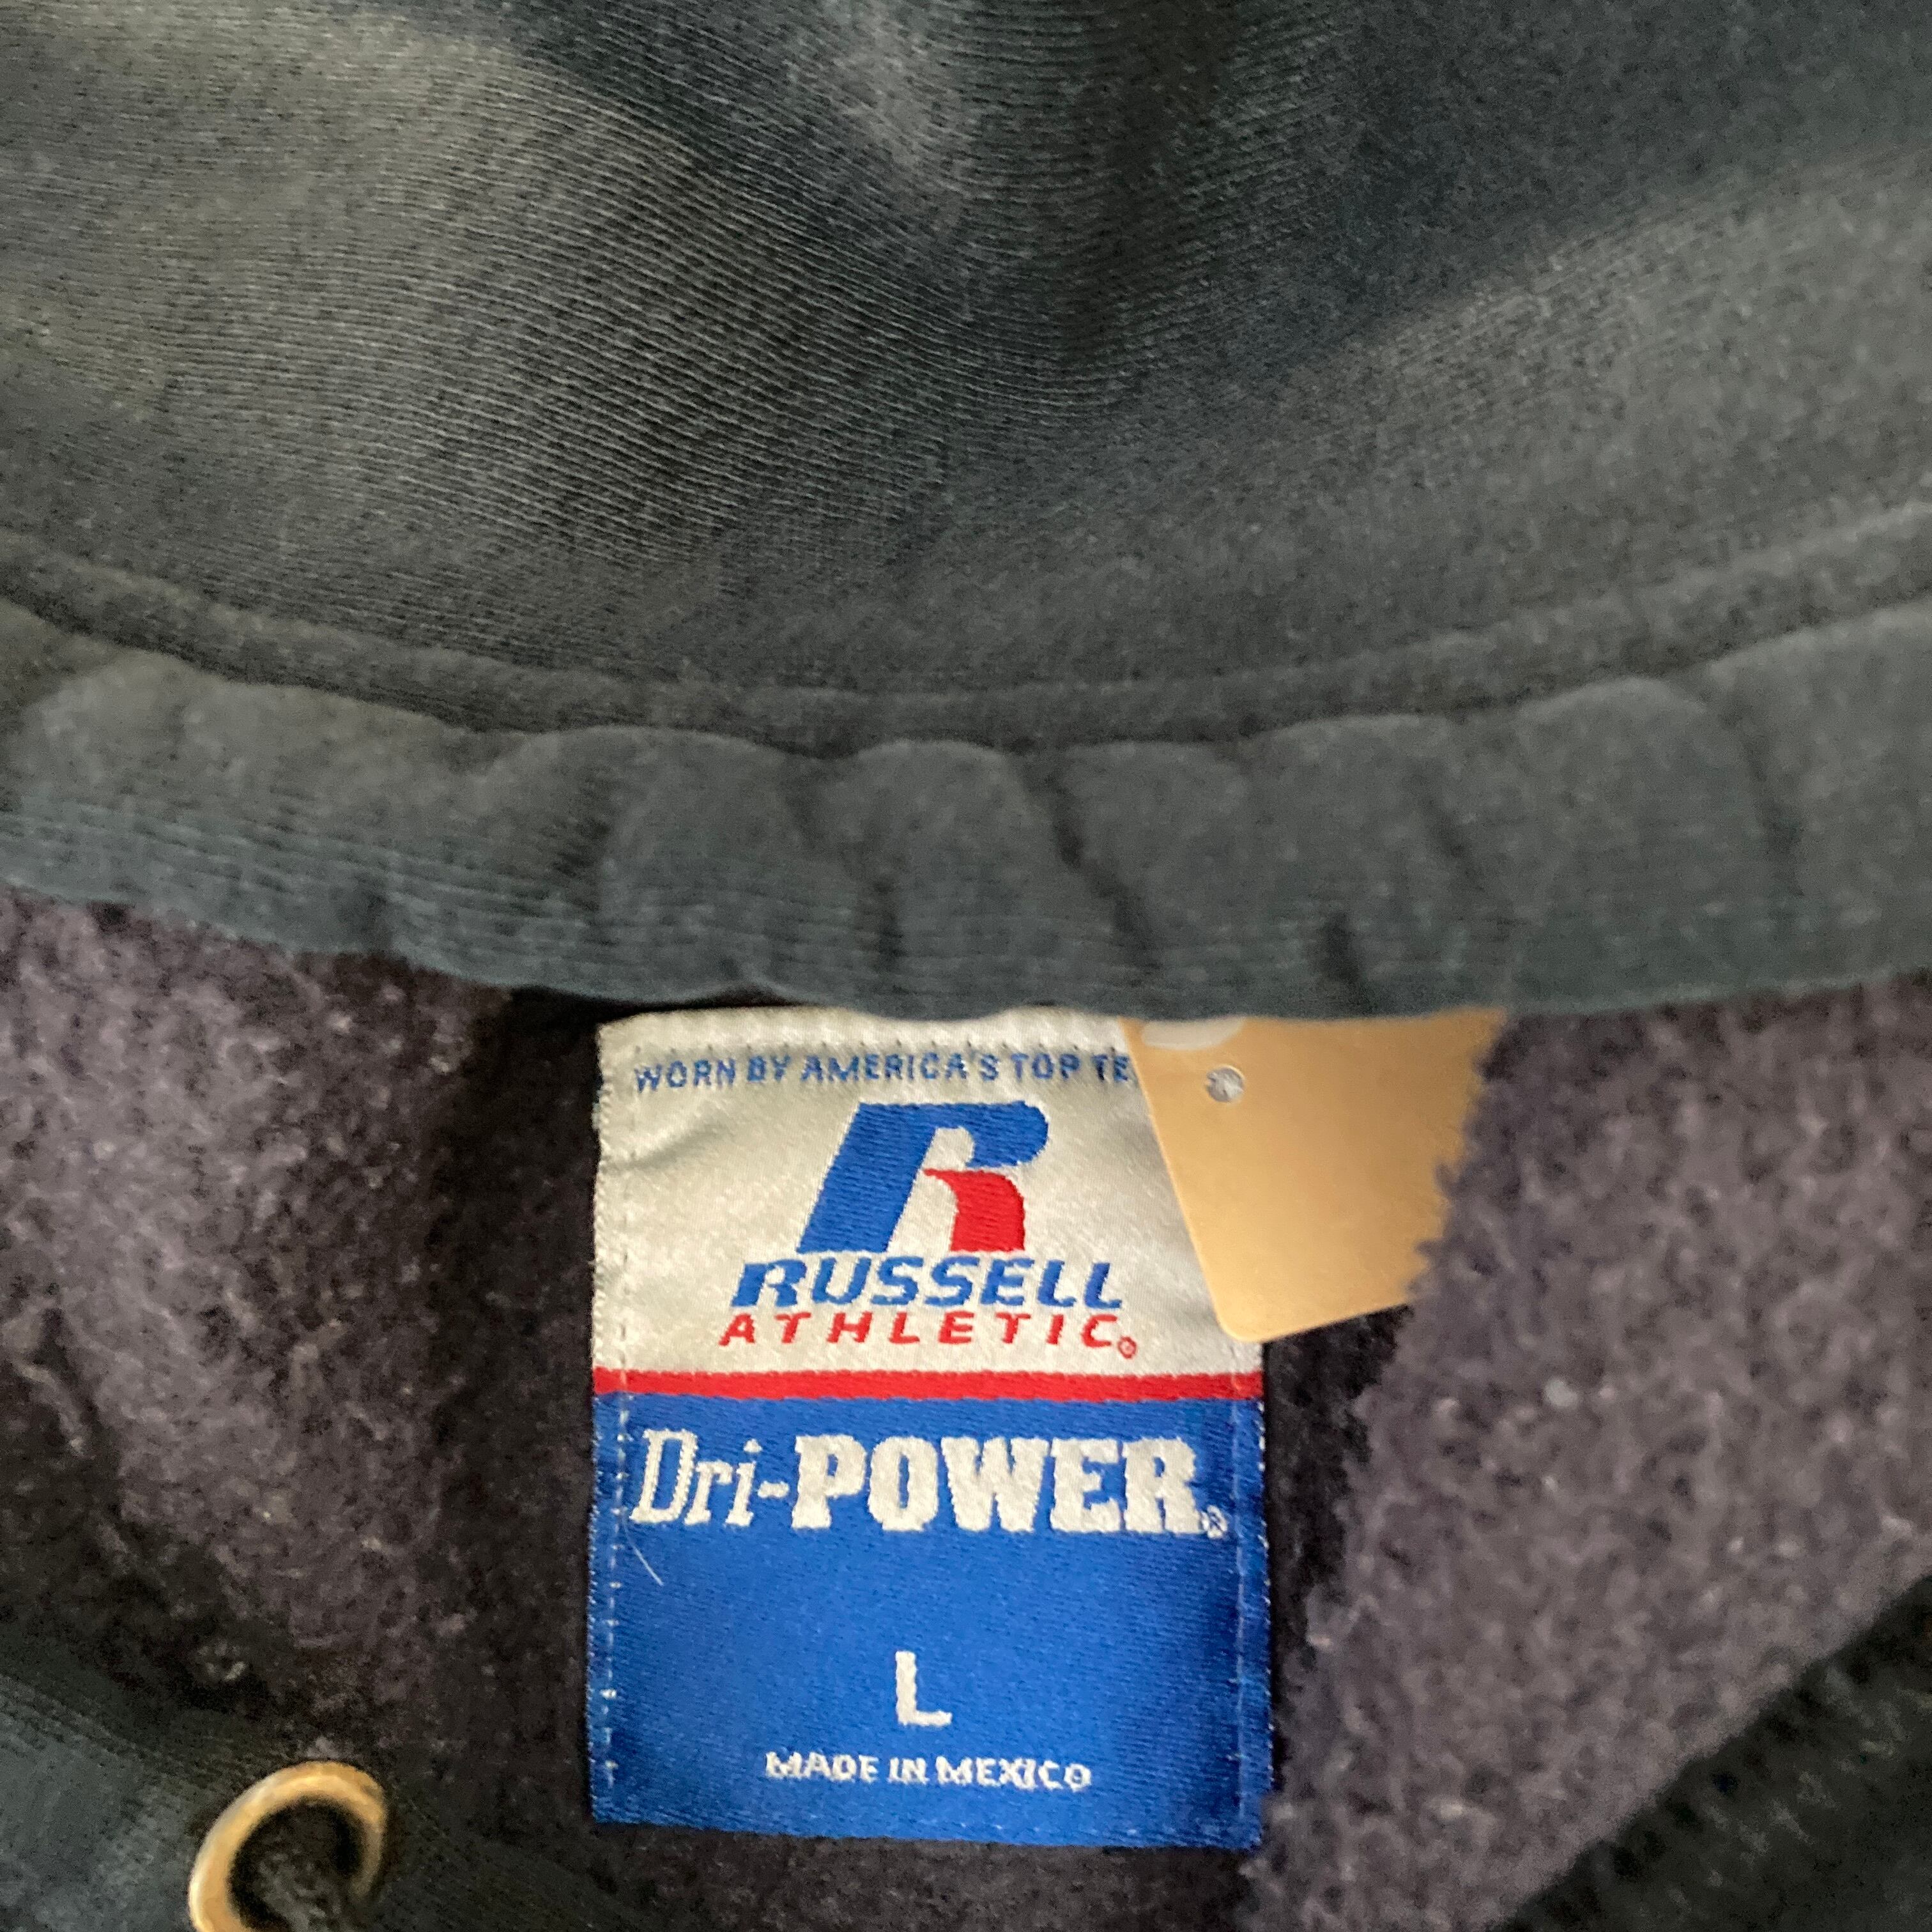 WORN BY AMERICA'S TOP TE
R
RUSSELL
ATHLETIC®
Dri-POWER®
L
MADE IN MEXICO